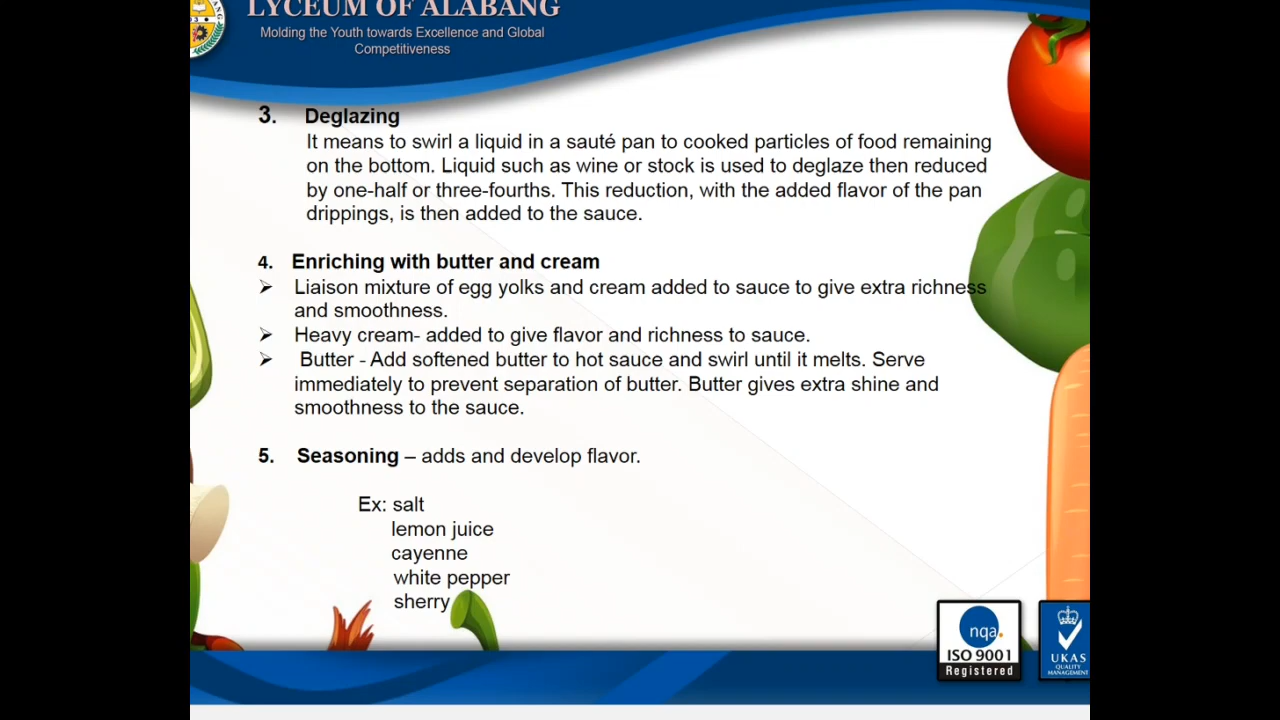 LYCEUM OF ALABANG
Molding the Youth towards Excellence and Global
Competitiveness
3. Deglazing
It means to swirl a liquid in a sauté pan to cooked particles of food remaining
on the bottom. Liquid such as wine or stock is used to deglaze then reduced
by one-half or three-fourths. This reduction, with the added flavor of the pan
drippings, is then added to the sauce.
4. Enriching with butter and cream
➢ Liaison mixture of egg yolks and cream added to sauce to give extra richness
and smoothness.
➢ Heavy cream- added to give flavor and richness to sauce.
➢ Butter - Add softened butter to hot sauce and swirl until it melts. Serve
immediately to prevent separation of butter. Butter gives extra shine and
smoothness to the sauce.
5. Seasoning – adds and develop flavor.
Ex: salt
lemon juice
cayenne
white pepper
sherry
nqa.
ISO 9001
Registered
UKAS
QUALITY
MANAGEMENT